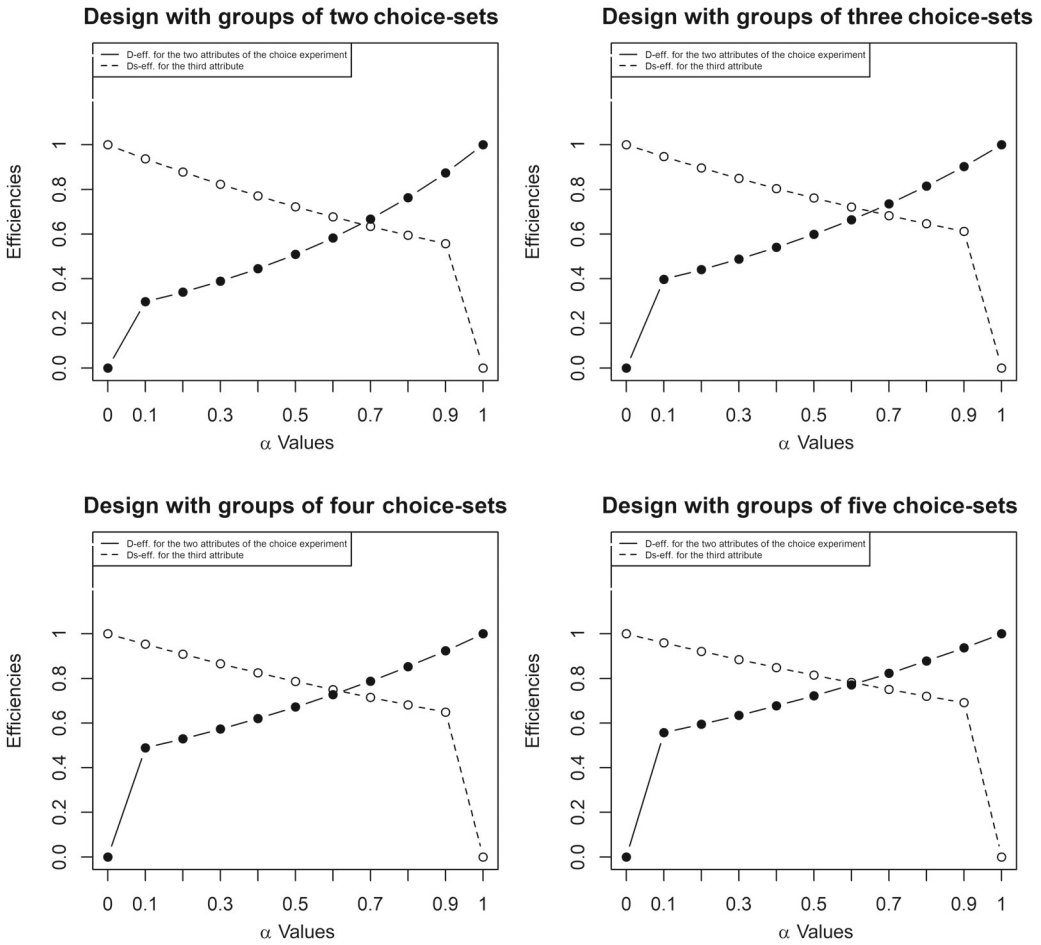 Design with groups of two choice-sets
D-eff. for the two attributes of the choice experiment
Ds-eff. for the third attribute
Efficiencies
1
0.8
0.6
0.4
0.2
0.0
0 0.1 0.3 0.5 0.7 0.9 1
α Values
Design with groups of three choice-sets
D-eff. for the two attributes of the choice experiment
Ds-eff. for the third attribute
Efficiencies
1
0.8
0.6
0.4
0.2
0.0
0 0.1 0.3 0.5 0.7 0.9 1
α Values
Design with groups of four choice-sets
D-eff. for the two attributes of the choice experiment
Ds-eff. for the third attribute
Efficiencies
1
0.8
0.6
0.4
0.2
0.0
0 0.1 0.3 0.5 0.7 0.9 1
α Values
Design with groups of five choice-sets
D-eff. for the two attributes of the choice experiment
Ds-eff. for the third attribute
Efficiencies
1
0.8
0.6
0.4
0.2
0.0
0 0.1 0.3 0.5 0.7 0.9 1
α Values